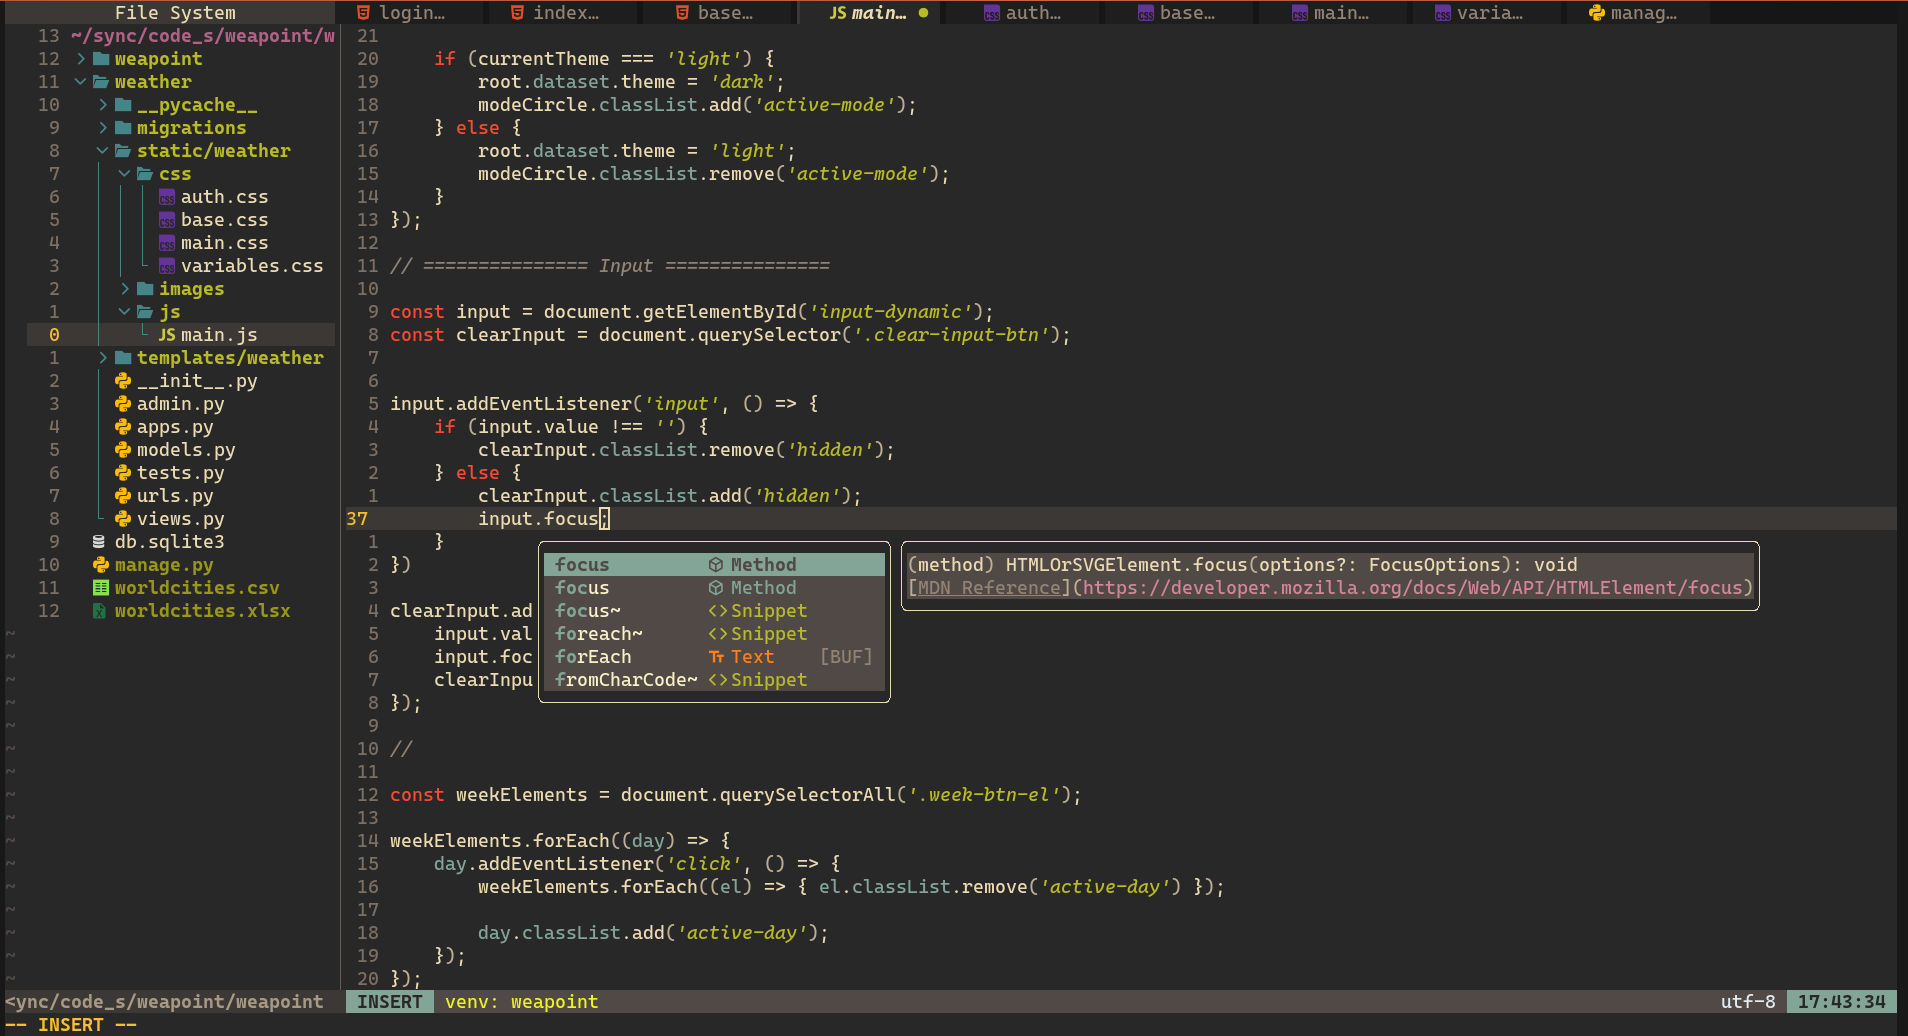 File System login… index… base… JS main… ● auth… base… main… varia… manag…
13 ~/sync/code_s/weapoint/w
12 weapoint
11 weather
10 __pycache__
9 migrations
8 static/weather
7 css
6 auth.css
5 base.css
4 main.css
3 variables.css
2 images
1 js
0 JS main.js
1 templates/weather
2 __init__.py
3 admin.py
4 apps.py
5 models.py
6 tests.py
7 urls.py
8 views.py
9 db.sqlite3
10 manage.py
11 worldcities.csv
12 worldcities.xlsx
21
20 if (currentTheme === 'light') {
19 root.dataset.theme = 'dark';
18 modeCircle.classList.add('active-mode');
17 } else {
16 root.dataset.theme = 'light';
15 modeCircle.classList.remove('active-mode');
14 }
13 });
12
11 // =============== Input ===============
10
9 const input = document.getElementById('input-dynamic');
8 const clearInput = document.querySelector('.clear-input-btn');
7
6
5 input.addEventListener('input', () => {
4 if (input.value !== '') {
3 clearInput.classList.remove('hidden');
2 } else {
1 clearInput.classList.add('hidden');
37 input.focus;
1 }
2 })
3
4 clearInput.ad
5 input.val
6 input.foc
7 clearInpu
8 });
9
10 //
11
12 const weekElements = document.querySelectorAll('.week-btn-el');
13
14 weekElements.forEach((day) => {
15 day.addEventListener('click', () => {
16 weekElements.forEach((el) => { el.classList.remove('active-day') });
17
18 day.classList.add('active-day');
19 });
20 });
focus Method
focus Method
focus~ Snippet
foreach~ Snippet
forEach Text [BUF]
fromCharCode~ Snippet
(method) HTMLOrSVGElement.focus(options?: FocusOptions): void
[MDN Reference](https://developer.mozilla.org/docs/Web/API/HTMLElement/focus)
<ync/code_s/weapoint/weapoint INSERT venv: weapoint utf-8 17:43:34
-- INSERT --